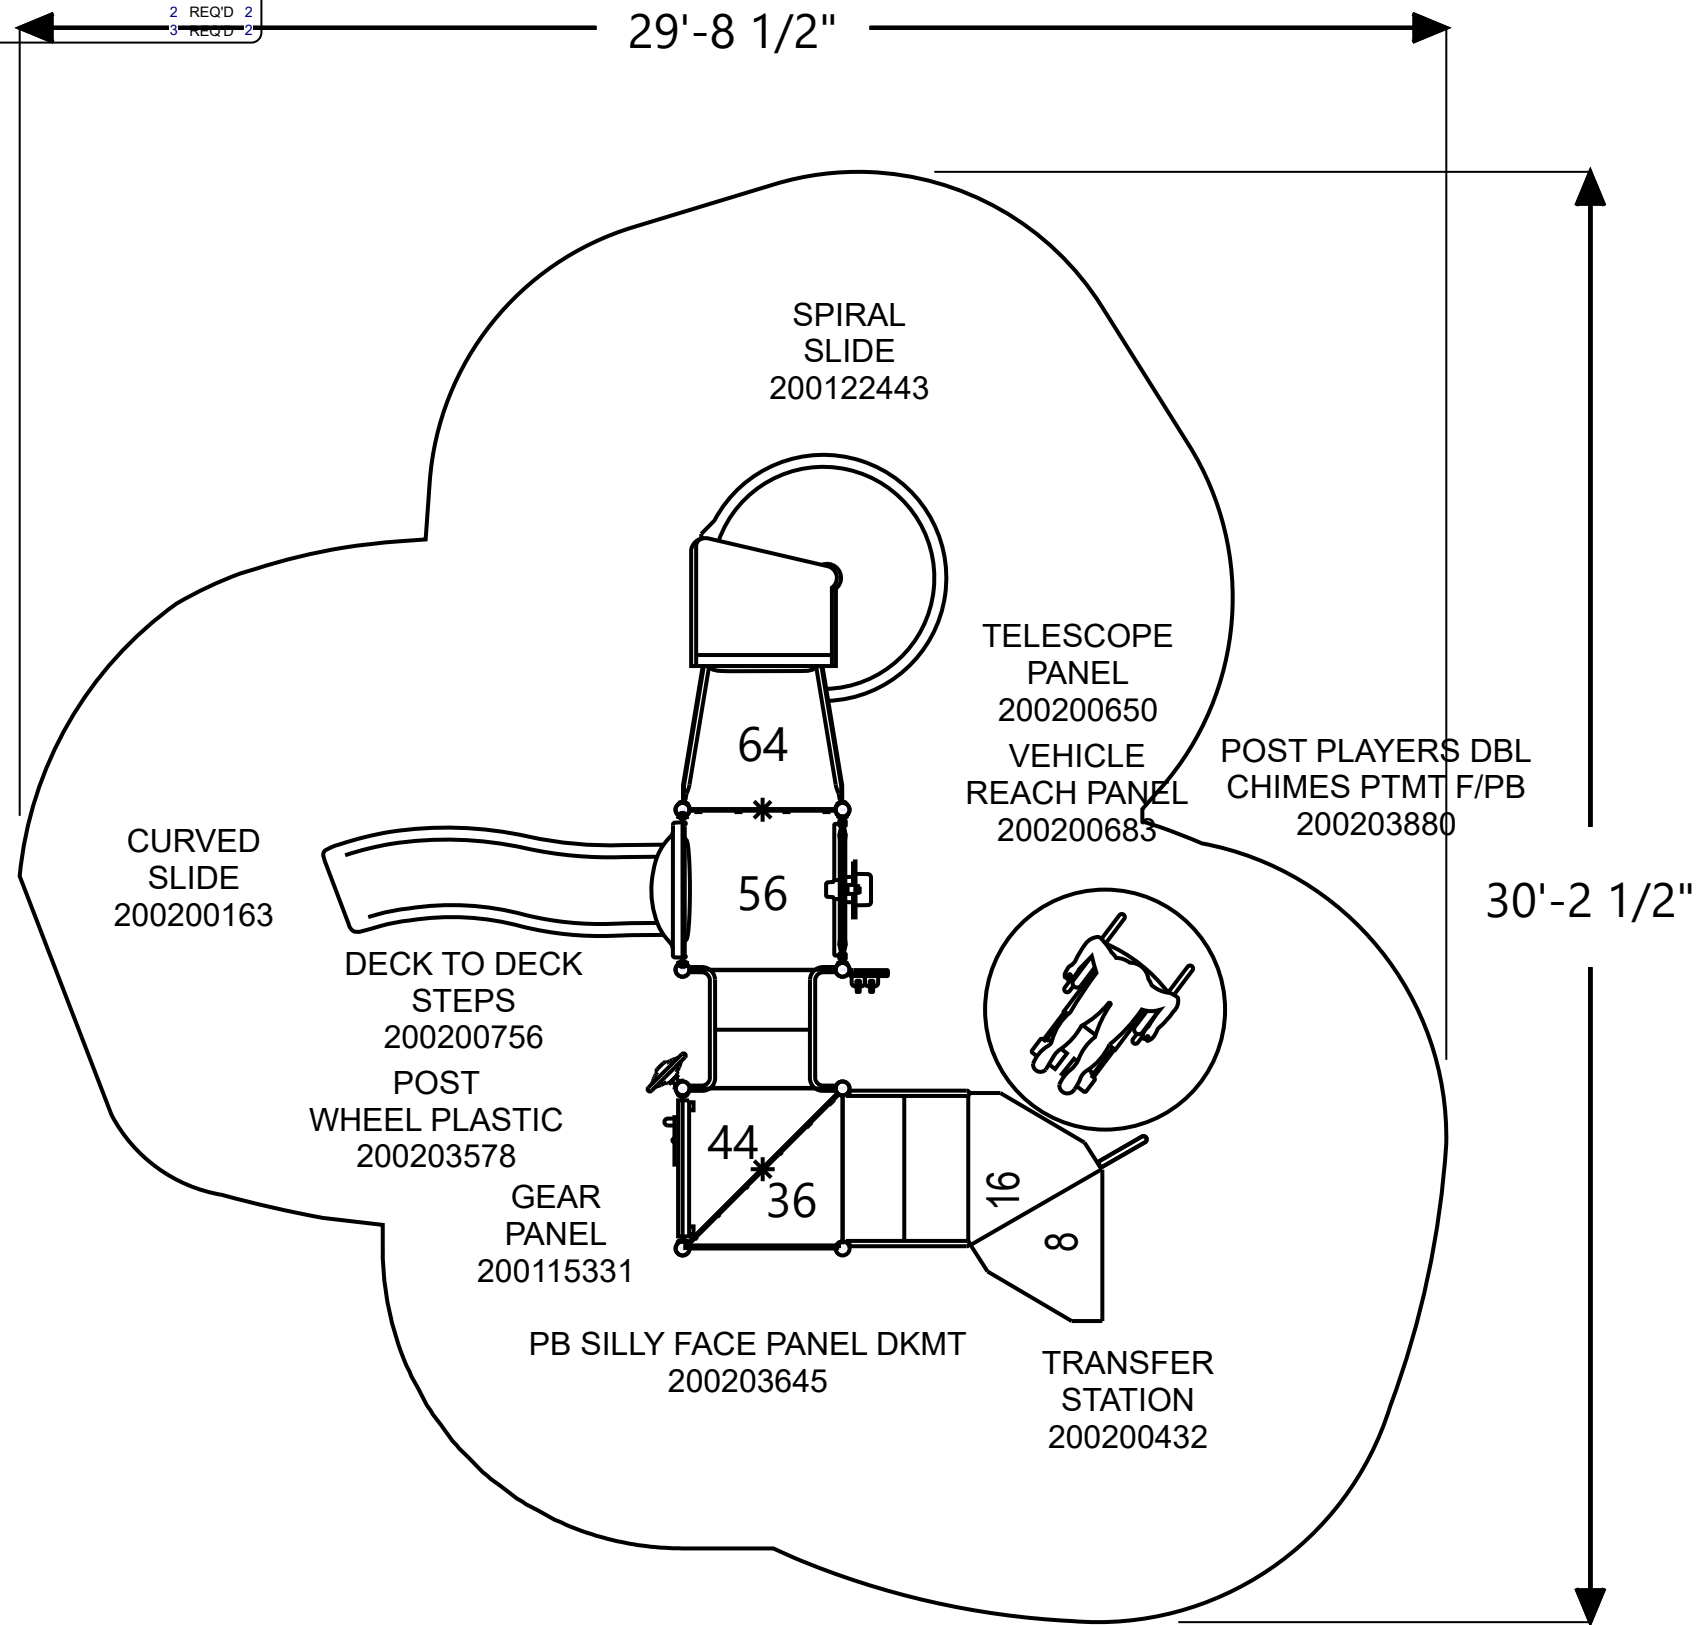 2 REQ'D 2
3 REQ'D 2
29'-8 1/2"
SPIRAL
SLIDE
200122443
TELESCOPE
PANEL
200200650
VEHICLE
REACH PANEL
200200683
POST PLAYERS DBL
CHIMES PTMT F/PB
200203880
64
56
CURVED
SLIDE
200200163
30'-2 1/2"
DECK TO DECK
STEPS
200200756
POST
WHEEL PLASTIC
200203578
44
36
16
8
GEAR
PANEL
200115331
PB SILLY FACE PANEL DKMT
200203645
TRANSFER
STATION
200200432